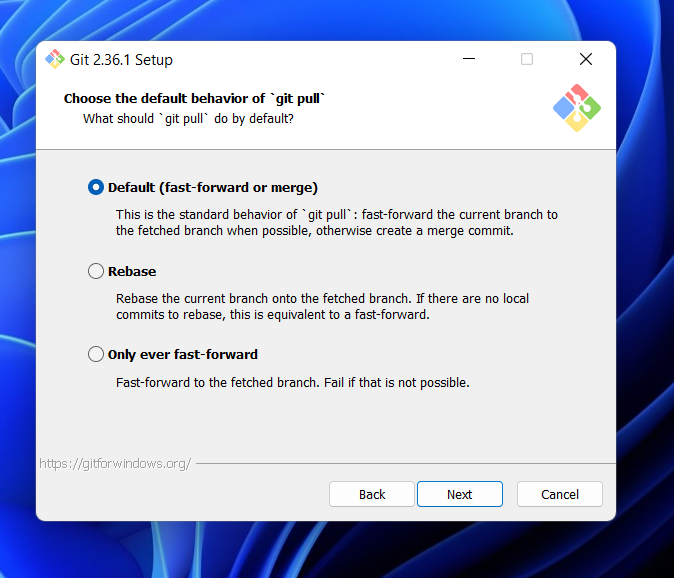 Git 2.36.1 Setup
Choose the default behavior of `git pull`
What should `git pull` do by default?
Default (fast-forward or merge)
This is the standard behavior of `git pull`: fast-forward the current branch to
the fetched branch when possible, otherwise create a merge commit.
Rebase
Rebase the current branch onto the fetched branch. If there are no local
commits to rebase, this is equivalent to a fast-forward.
Only ever fast-forward
Fast-forward to the fetched branch. Fail if that is not possible.
https://gitforwindows.org/
Back Next Cancel